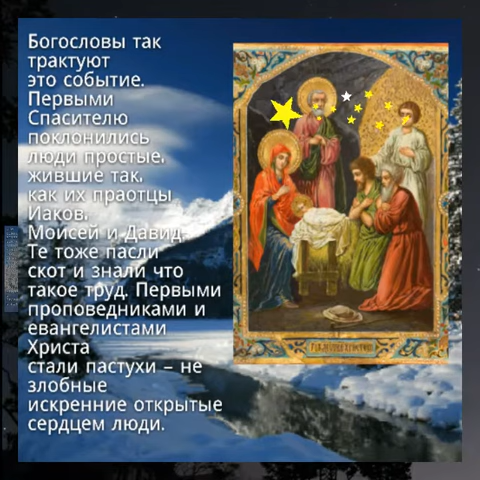 Богословы так
трактуют
это событие.
Первыми
Спасителю
поклонились
люди простые,
жившие так,
как их праотцы
Иаков,
Моисей и Давид.
Те тоже пасли
скот и знали что
такое труд. Первыми
проповедниками и
евангелистами
Христа
стали пастухи – не
злобные
искренние открытые
сердцем люди.